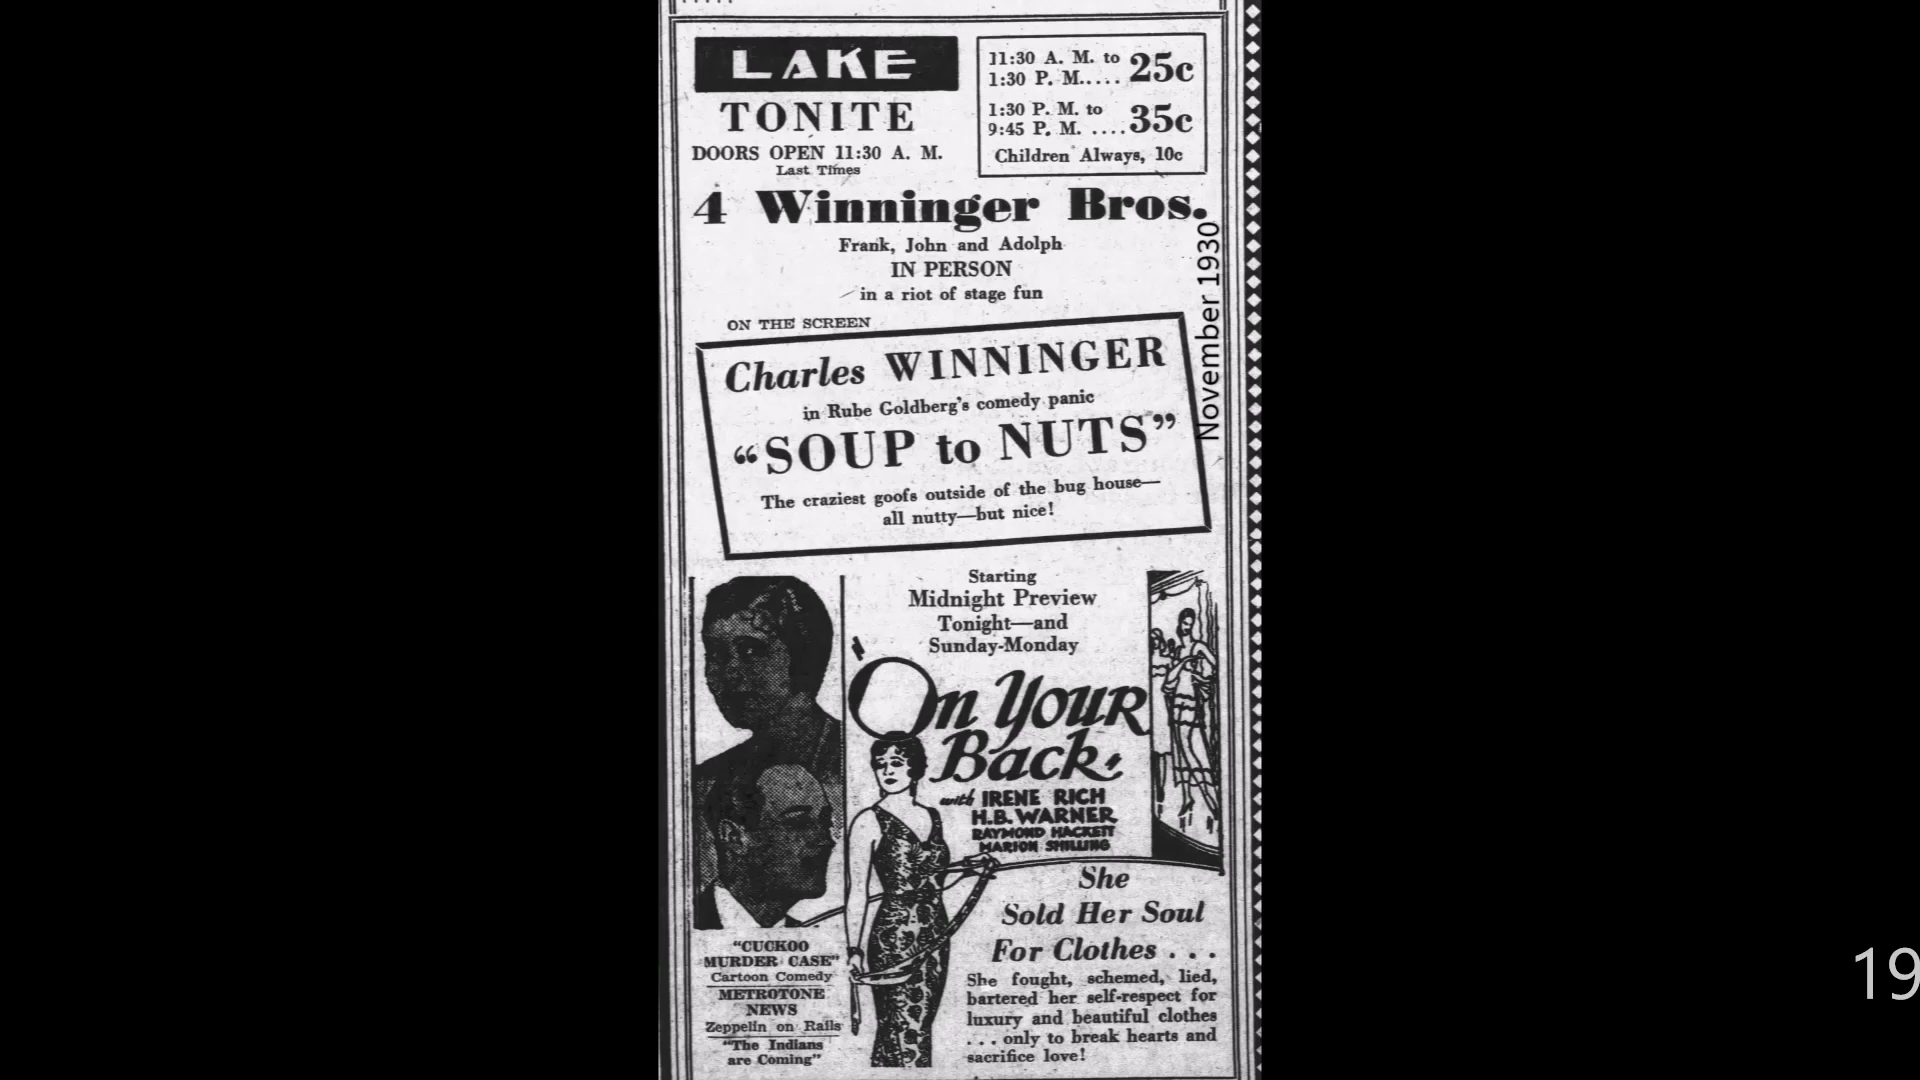 LAKE
TONITE
DOORS OPEN 11:30 A. M.
Last Times
11:30 A. M. to
1:30 P. M..... 25c
1:30 P. M. to
9:45 P. M. .... 35c
Children Always, 10c
4 Winninger Bros.
Frank, John and Adolph
IN PERSON
in a riot of stage fun
November 1930
ON THE SCREEN
Charles WINNINGER
in Rube Goldberg's comedy panic
“SOUP to NUTS”
The craziest goofs outside of the bug house—
all nutty—but nice!
Starting
Midnight Preview
Tonight—and
Sunday-Monday
On Your
Back
with IRENE RICH
H.B. WARNER
RAYMOND HACKETT
MARION SHILLING
She
Sold Her Soul
For Clothes . . .
She fought, schemed, lied,
bartered her self-respect for
luxury and beautiful clothes
. . . only to break hearts and
sacrifice love!
“CUCKOO
MURDER CASE”
Cartoon Comedy
METROTONE
NEWS
Zeppelin on Rails
“The Indians
are Coming”
19